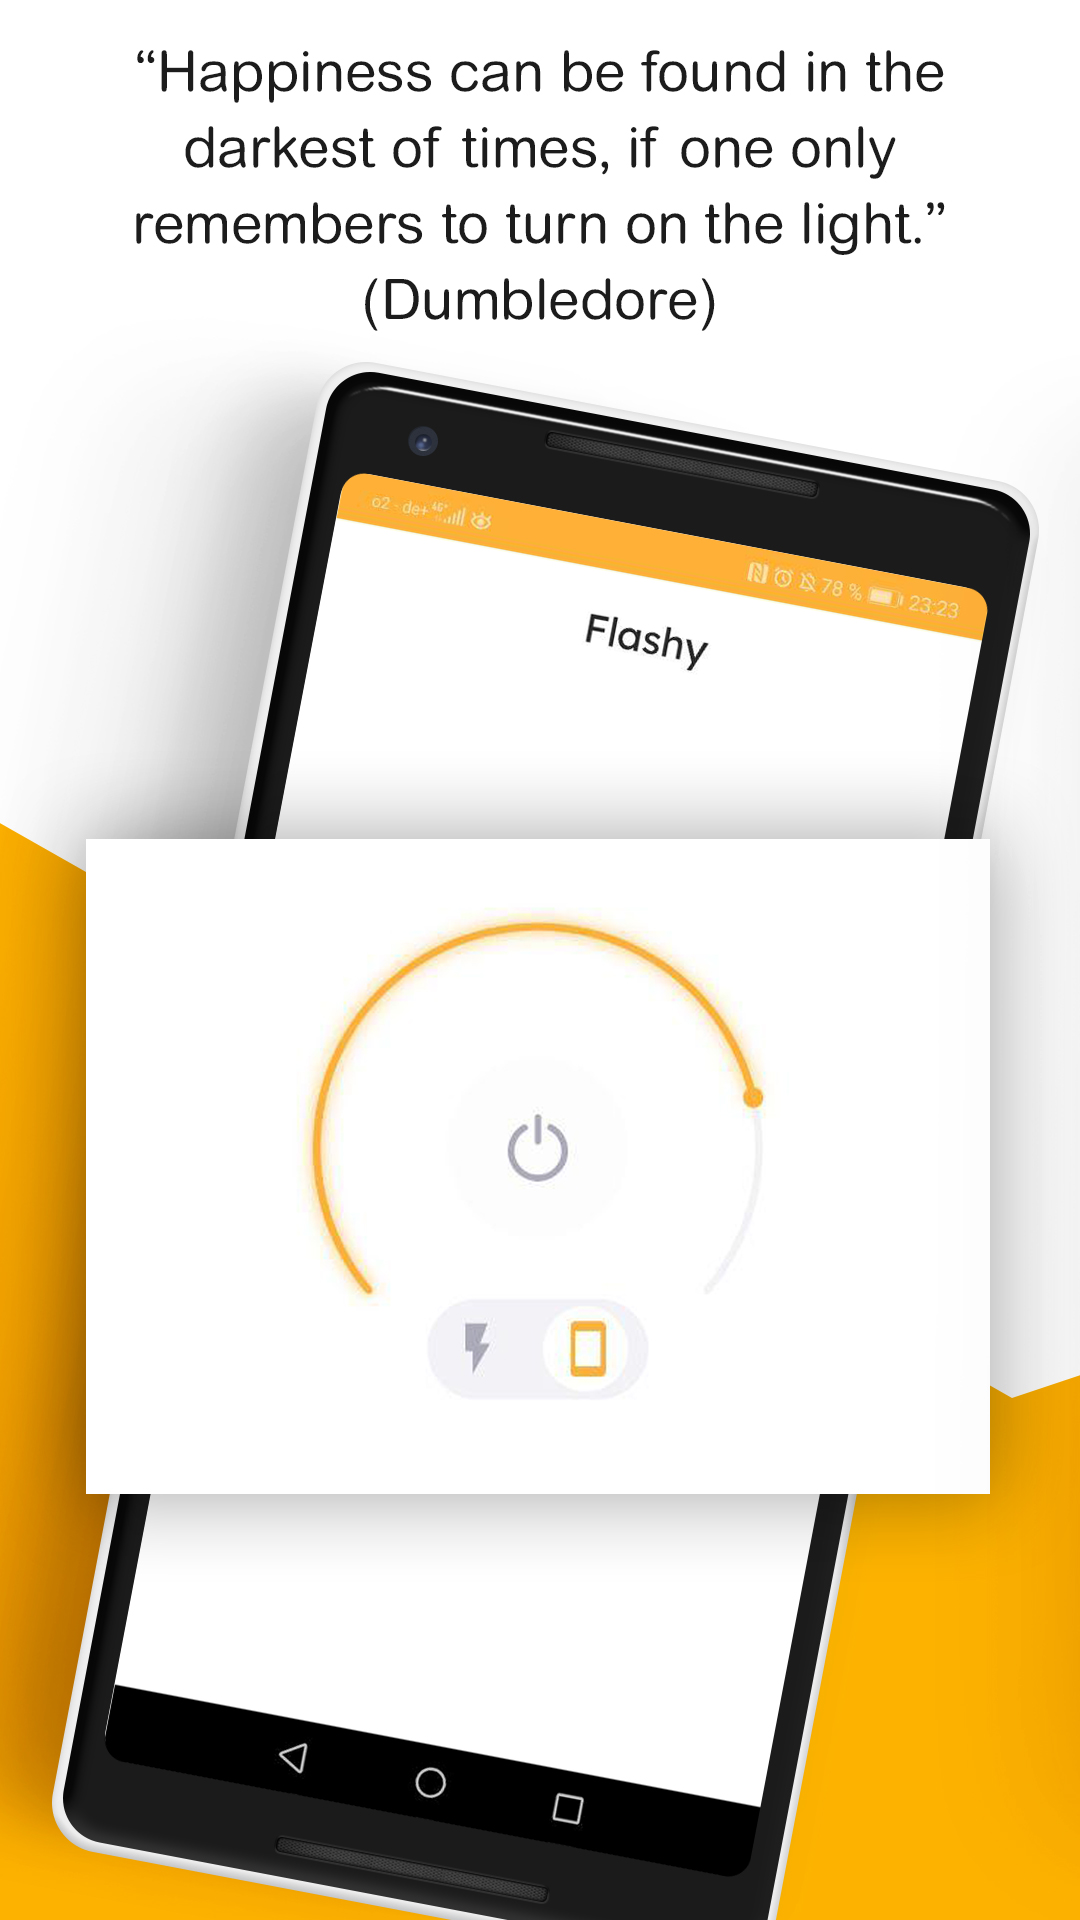 “Happiness can be found in the
darkest of times, if one only
remembers to turn on the light.”
(Dumbledore)
o2 - de+ 4G+
78 % 23:23
Flashy